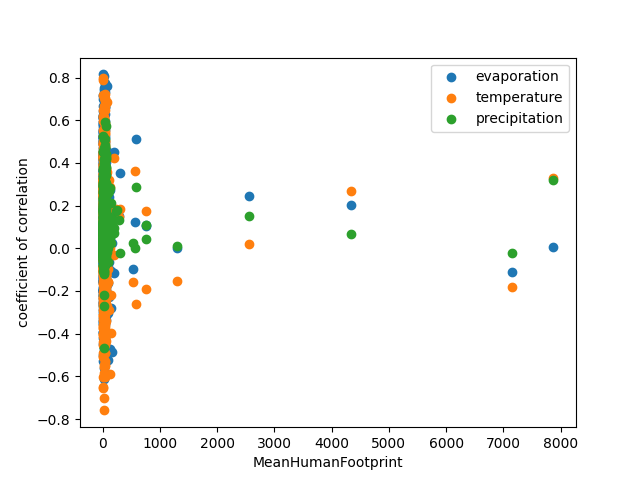 evaporation
temperature
precipitation
0.8
0.6
0.4
0.2
0.0
−0.2
−0.4
−0.6
−0.8
coefficient of correlation
0 1000 2000 3000 4000 5000 6000 7000 8000
MeanHumanFootprint